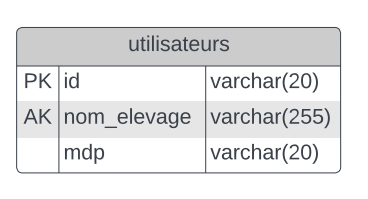 utilisateurs
PK id varchar(20)
AK nom_elevage varchar(255)
mdp varchar(20)